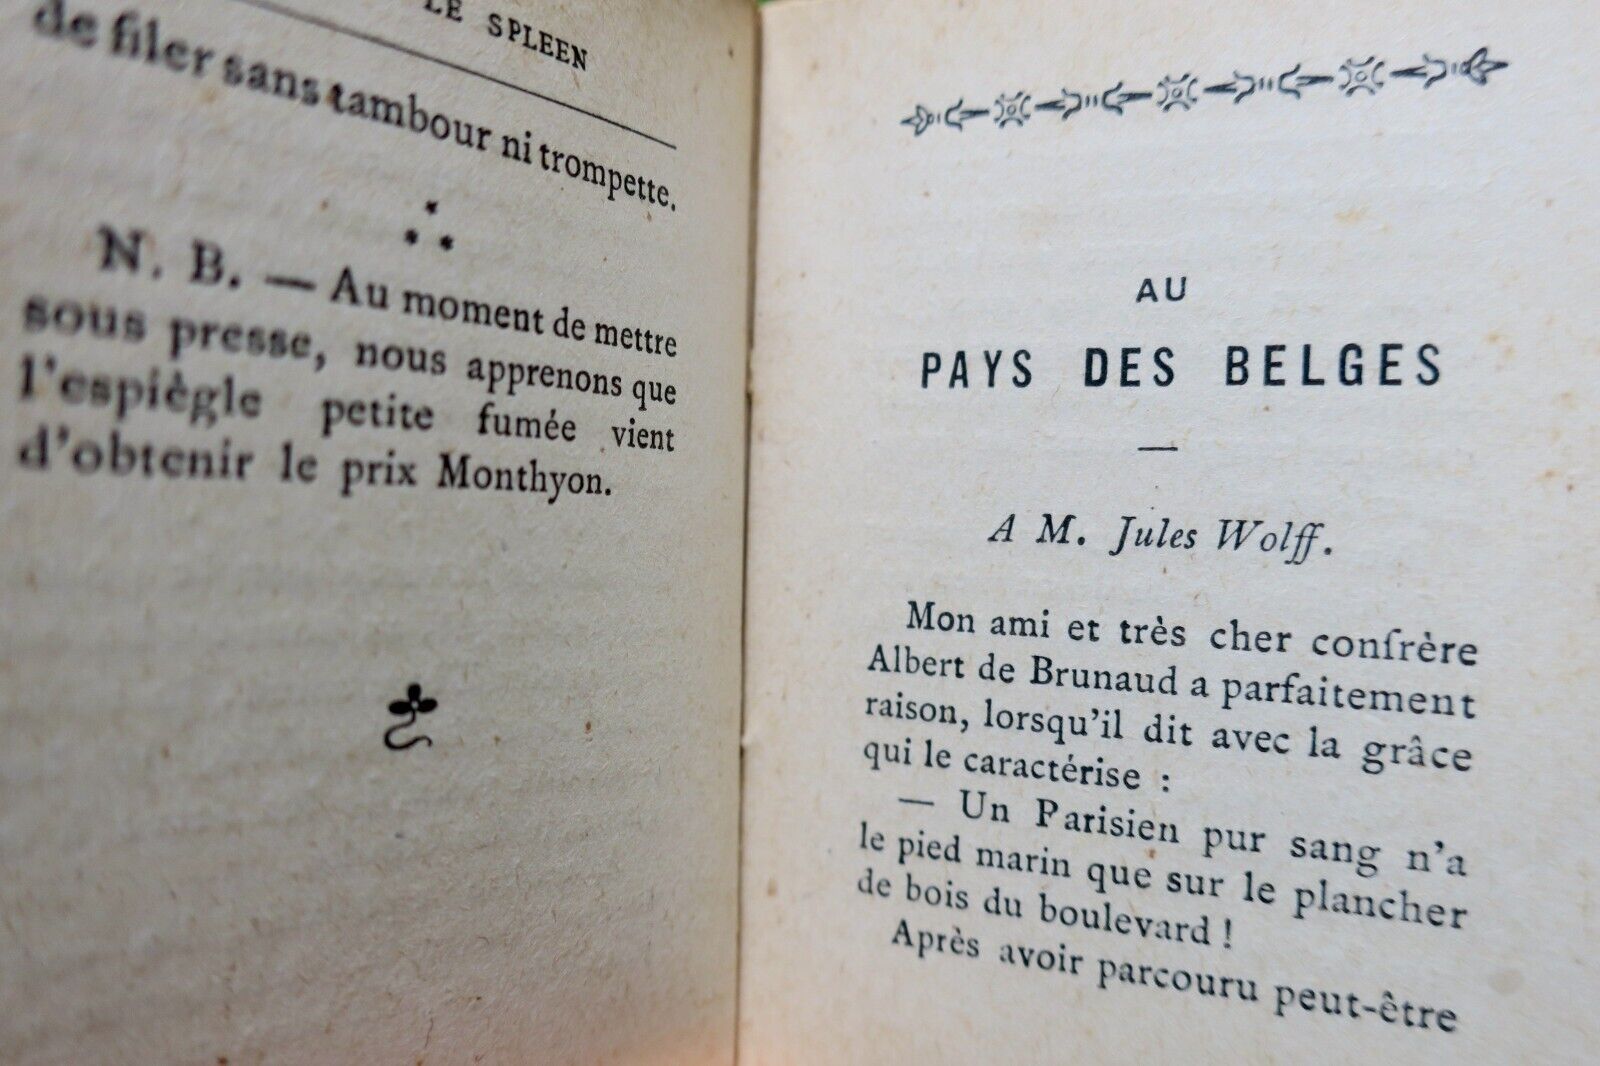 LE SPLEEN
de filer sans tambour ni trompette.
N. B. — Au moment de mettre
sous presse, nous apprenons que
l'espiègle petite fumée vient
d'obtenir le prix Monthyon.
AU
PAYS DES BELGES
—
A M. Jules Wolff.
Mon ami et très cher confrère
Albert de Brunaud a parfaitement
raison, lorsqu'il dit avec la grâce
qui le caractérise :
— Un Parisien pur sang n'a
le pied marin que sur le plancher
de bois du boulevard !
Après avoir parcouru peut-être